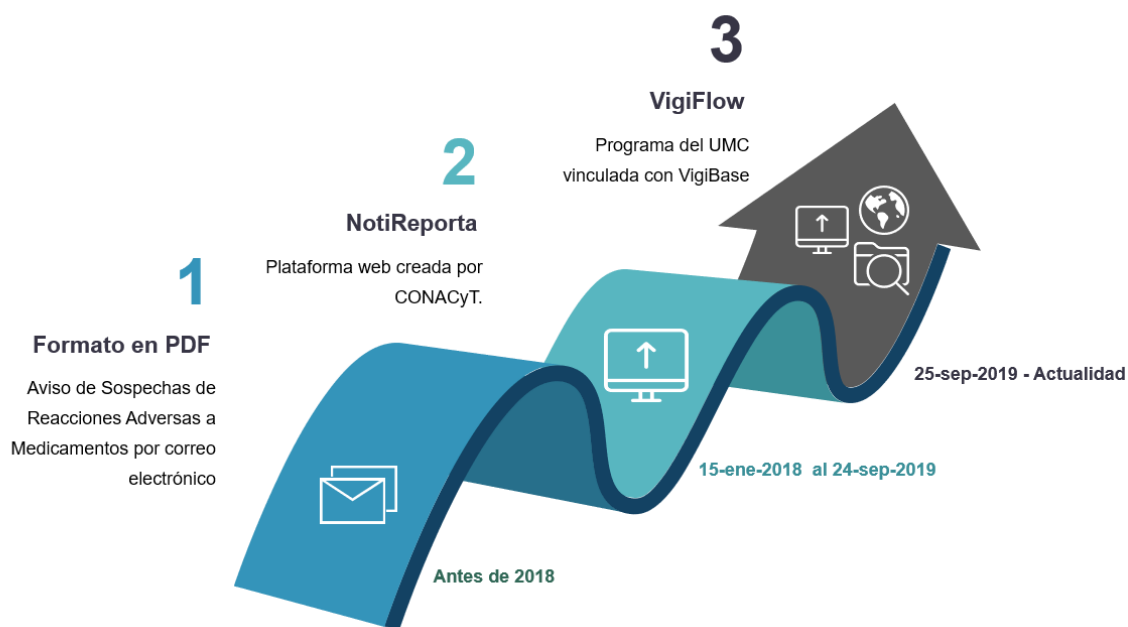 1
Formato en PDF
Aviso de Sospechas de
Reacciones Adversas a
Medicamentos por correo
electrónico
Antes de 2018
2
NotiReporta
Plataforma web creada por
CONACyT.
15-ene-2018 al 24-sep-2019
3
VigiFlow
Programa del UMC
vinculada con VigiBase
25-sep-2019 - Actualidad